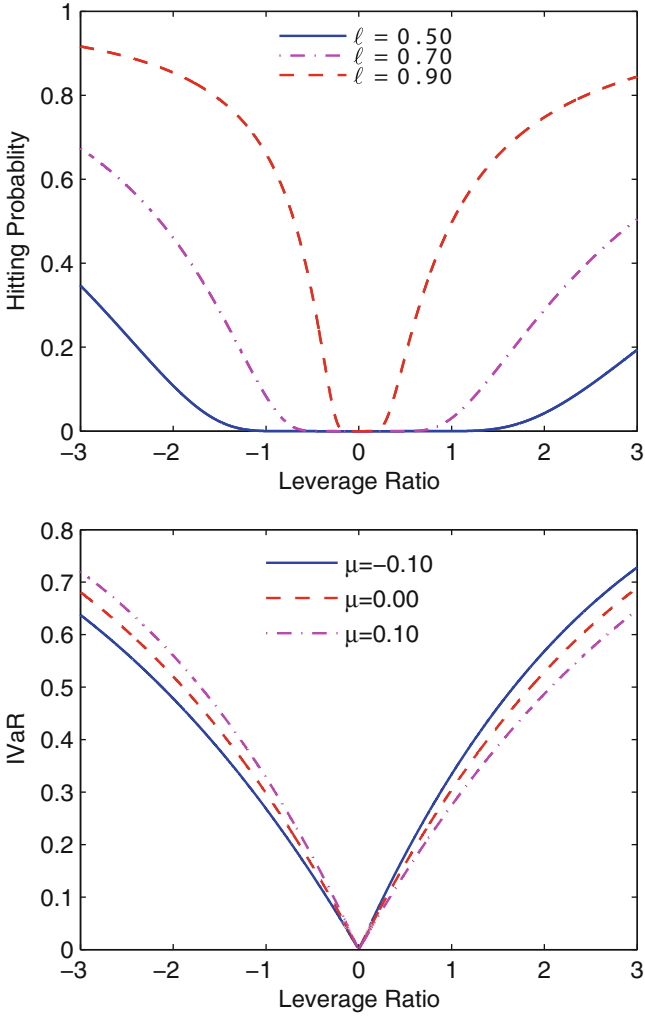 1
0.8
0.6
0.4
0.2
0
Hitting Probablity
ℓ = 0.50
ℓ = 0.70
ℓ = 0.90
−3 −2 −1 0 1 2 3
Leverage Ratio
0.8
0.7
0.6
0.5
0.4
0.3
0.2
0.1
0
IVaR
μ=−0.10
μ=0.00
μ=0.10
−3 −2 −1 0 1 2 3
Leverage Ratio